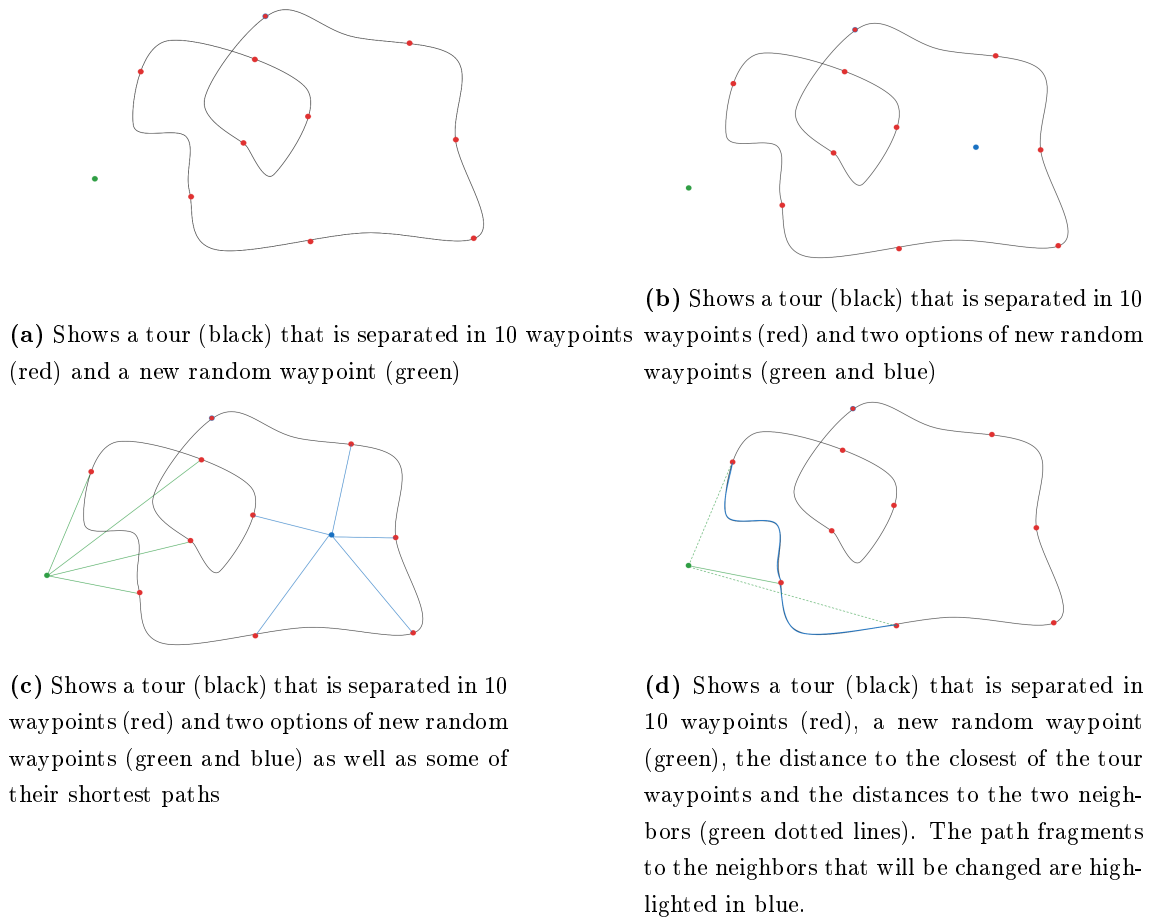 (a) Shows a tour (black) that is separated in 10 waypoints
(red) and a new random waypoint (green)
(b) Shows a tour (black) that is separated in 10
waypoints (red) and two options of new random
waypoints (green and blue)
(c) Shows a tour (black) that is separated in 10
waypoints (red) and two options of new random
waypoints (green and blue) as well as some of
their shortest paths
(d) Shows a tour (black) that is separated in
10 waypoints (red), a new random waypoint
(green), the distance to the closest of the tour
waypoints and the distances to the two neigh-
bors (green dotted lines). The path fragments
to the neighbors that will be changed are high-
lighted in blue.